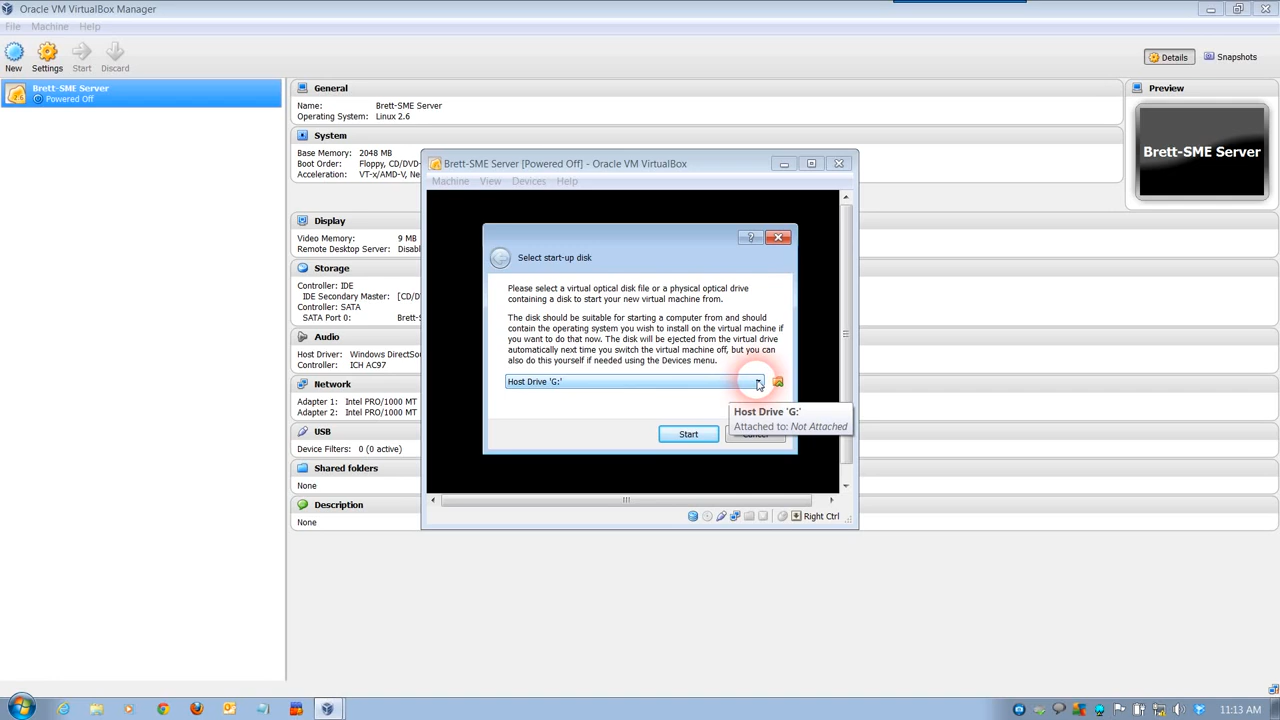 Oracle VM VirtualBox Manager
File Machine Help
New Settings Start Discard
Details Snapshots
Brett-SME Server
Powered Off
General
Name: Brett-SME Server
Operating System: Linux 2.6
System
Base Memory: 2048 MB
Boot Order: Floppy, CD/DVD-
Acceleration: VT-x/AMD-V, Ne
Display
Video Memory: 9 MB
Remote Desktop Server: Disabl
Storage
Controller: IDE
IDE Secondary Master: [CD/D
Controller: SATA
SATA Port 0: Brett-
Audio
Host Driver: Windows DirectSou
Controller: ICH AC97
Network
Adapter 1: Intel PRO/1000 MT
Adapter 2: Intel PRO/1000 MT
USB
Device Filters: 0 (0 active)
Shared folders
None
Description
None
Preview
Brett-SME Server
Brett-SME Server [Powered Off] - Oracle VM VirtualBox
Machine View Devices Help
Select start-up disk
Please select a virtual optical disk file or a physical optical drive
containing a disk to start your new virtual machine from.
The disk should be suitable for starting a computer from and should
contain the operating system you wish to install on the virtual machine if
you want to do that now. The disk will be ejected from the virtual drive
automatically next time you switch the virtual machine off, but you can
also do this yourself if needed using the Devices menu.
Host Drive 'G:'
Host Drive 'G:'
Attached to: Not Attached
Start Cancel
Right Ctrl
11:13 AM